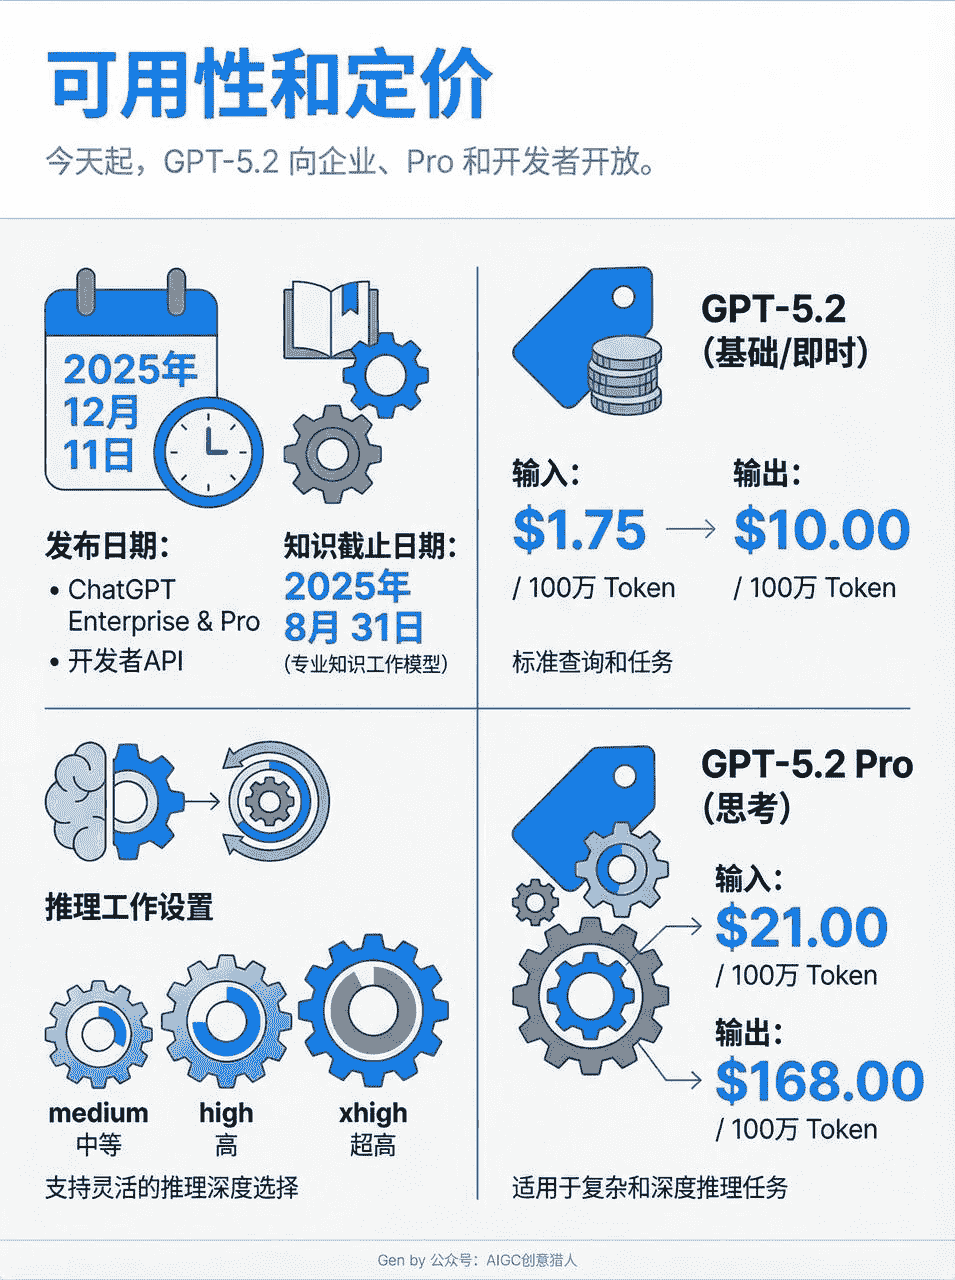 可用性和定价
今天起，GPT-5.2 向企业、Pro 和开发者开放。
2025年
12月
11日
发布日期：
• ChatGPT
Enterprise & Pro
• 开发者API
知识截止日期：
2025年
8月 31日
（专业知识工作模型）
GPT-5.2
（基础/即时）
输入：
$1.75
/ 100万 Token
输出：
$10.00
/ 100万 Token
标准查询和任务
推理工作设置
medium
中等
high
高
xhigh
超高
支持灵活的推理深度选择
GPT-5.2 Pro
（思考）
输入：
$21.00
/ 100万 Token
输出：
$168.00
/ 100万 Token
适用于复杂和深度推理任务
Gen by 公众号：AIGC创意猎人